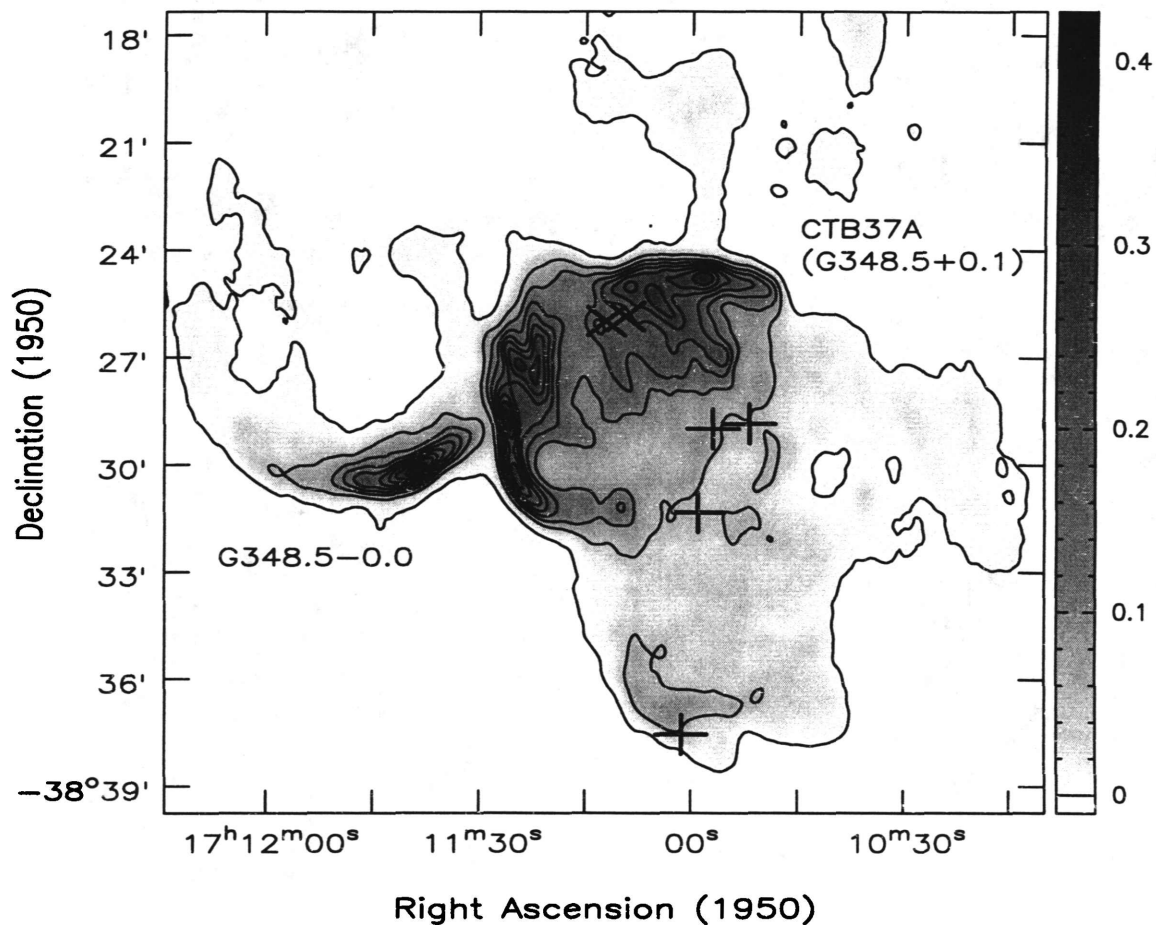 18'
21'
24'
27'
30'
33'
36'
−38°39'
Declination (1950)
17ʰ12ᵐ00ˢ
11ᵐ30ˢ
00ˢ
10ᵐ30ˢ
Right Ascension (1950)
CTB37A
(G348.5+0.1)
G348.5−0.0
0.4
0.3
0.2
0.1
0